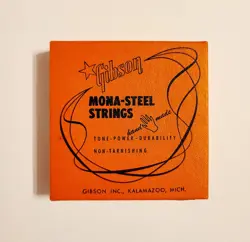 Gibson
MONA-STEEL
STRINGS
hand made
TONE-POWER-DURABILITY
NON-TARNISHING
GIBSON INC., KALAMAZOO, MICH.